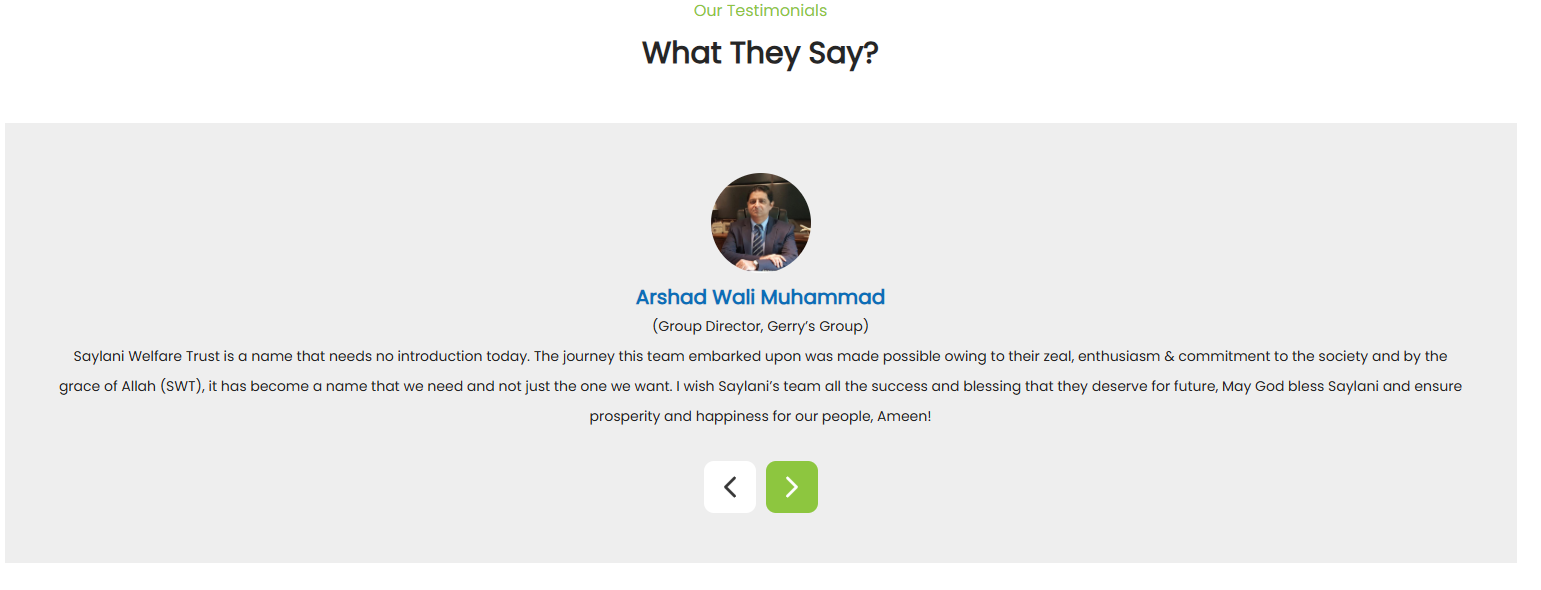 Our Testimonials
What They Say?
Arshad Wali Muhammad
(Group Director, Gerry’s Group)
Saylani Welfare Trust is a name that needs no introduction today. The journey this team embarked upon was made possible owing to their zeal, enthusiasm & commitment to the society and by the
grace of Allah (SWT), it has become a name that we need and not just the one we want. I wish Saylani’s team all the success and blessing that they deserve for future, May God bless Saylani and ensure
prosperity and happiness for our people, Ameen!